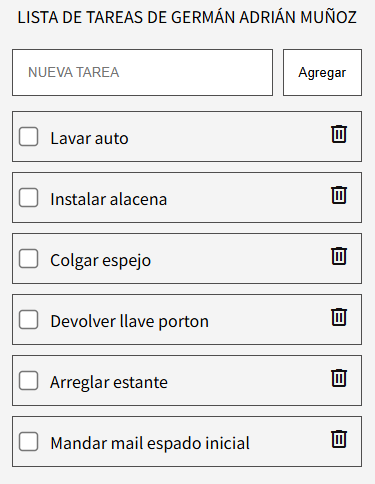 LISTA DE TAREAS DE GERMÁN ADRIÁN MUÑOZ
NUEVA TAREA
Agregar
Lavar auto
Instalar alacena
Colgar espejo
Devolver llave porton
Arreglar estante
Mandar mail espado inicial